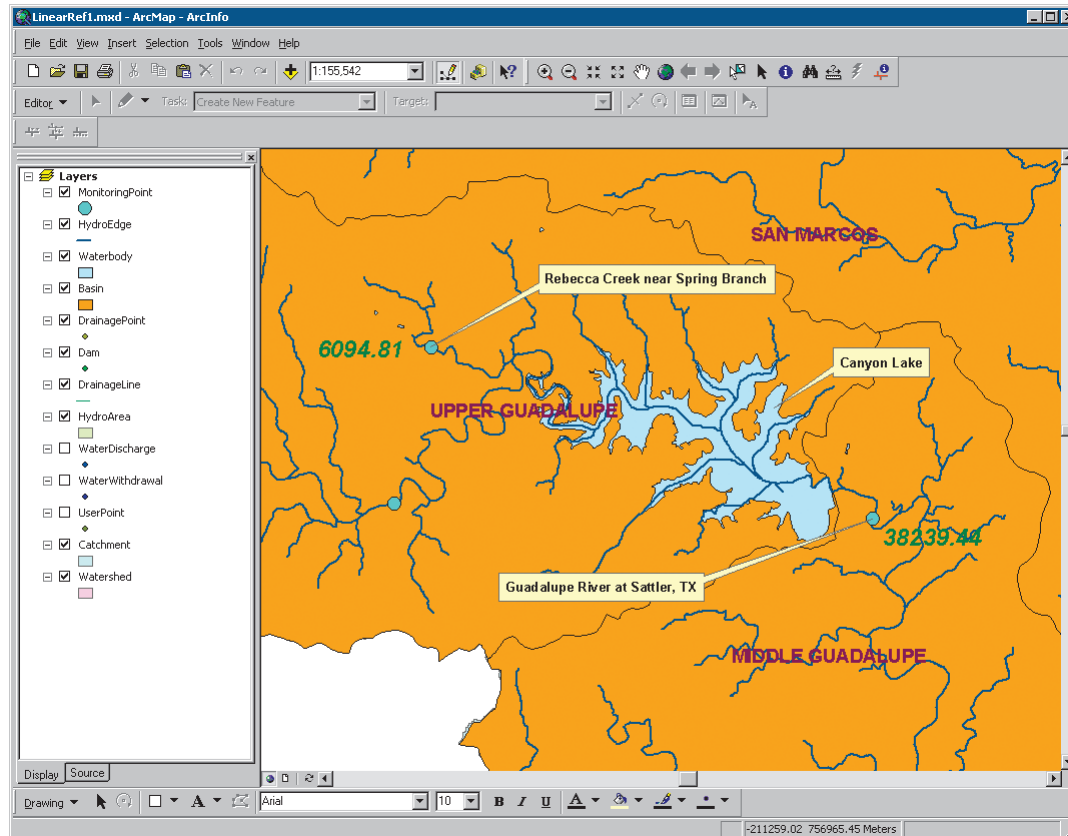 LinearRef1.mxd - ArcMap - ArcInfo
File Edit View Insert Selection Tools Window Help
1:155,542
Editor Task: Create New Feature Target:
Layers
MonitoringPoint
HydroEdge
Waterbody
Basin
DrainagePoint
Dam
DrainageLine
HydroArea
WaterDischarge
WaterWithdrawal
UserPoint
Catchment
Watershed
Display Source
SAN MARCOS
Rebecca Creek near Spring Branch
6094.81
Canyon Lake
UPPER GUADALUPE
38239.44
Guadalupe River at Sattler, TX
MIDDLE GUADALUPE
Drawing A Arial 10 B I U A
-211259.02 756965.45 Meters